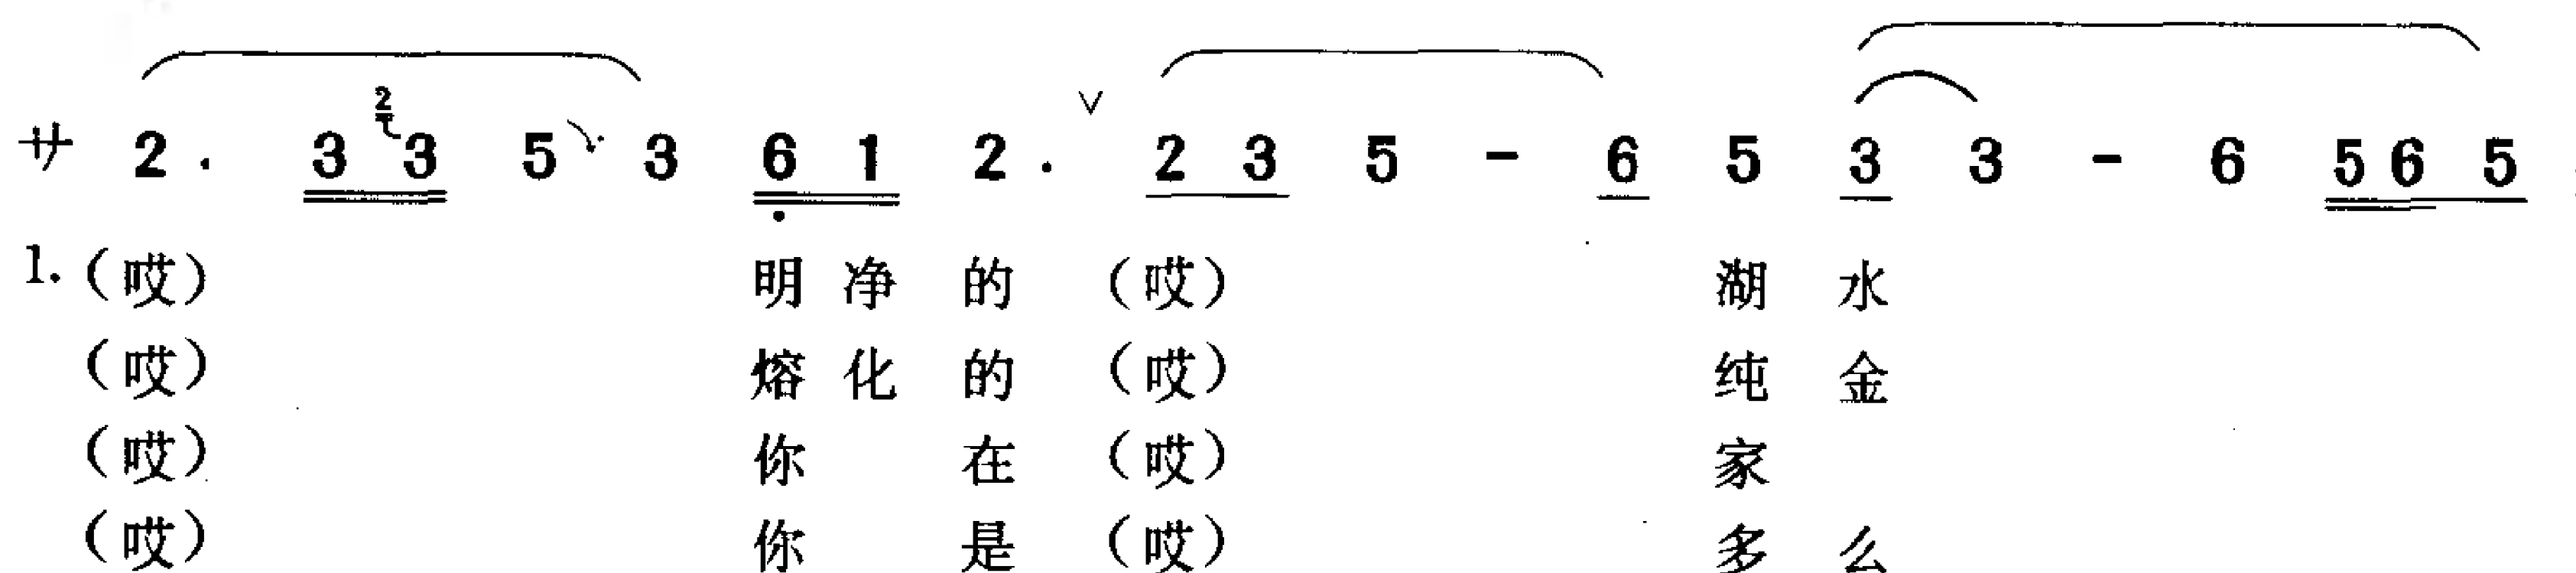 サ 2. 3 2 3 5 3 6 1 2. ∨ 2 3 5 - 6 5 3 3 - 6 5 6 5
1.（哎） 明 净 的 （哎） 湖 水
（哎） 熔 化 的 （哎） 纯 金
（哎） 你 在 （哎） 家
（哎） 你 是 （哎） 多 么